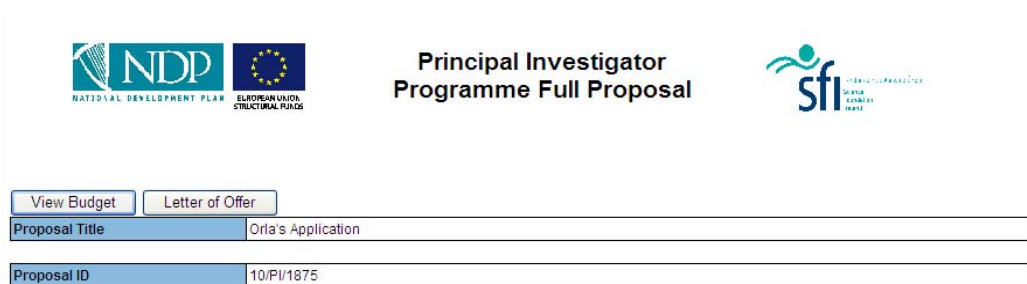 NDP
NATIONAL DEVELOPMENT PLAN
EUROPEAN UNION
STRUCTURAL FUNDS
Principal Investigator
Programme Full Proposal
sfi
View Budget
Letter of Offer
Proposal Title
Orla's Application
Proposal ID
10/PI/1875